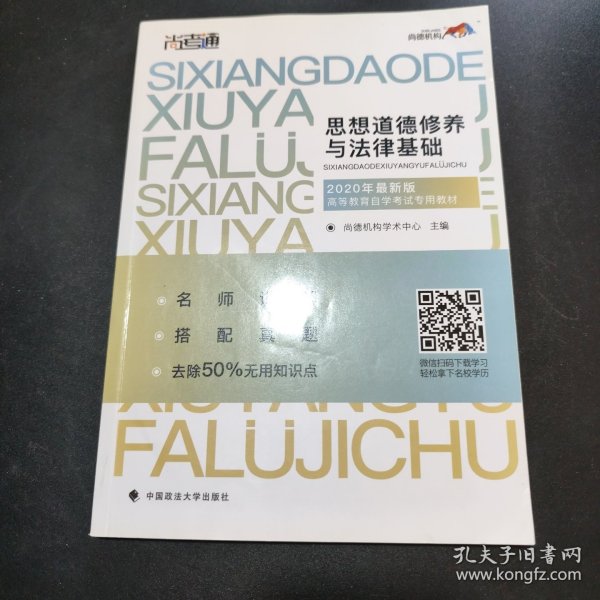 尚考通
尚德机构
SIXIANGDAODE
XIUYA
FALÜJ
SIXIANG
XIUYA
思想道德修养
与法律基础
SIXIANGDAODEXIUYANGYUFALÜJICHU
2020年最新版
高等教育自学考试专用教材
尚德机构学术中心 主编
名师
搭配真题
去除50%无用知识点
微信扫码下载学习
轻松拿下名校学历
XIUYANGYU
FALÜJICHU
中国政法大学出版社
孔夫子旧书网
www.kongfz.com